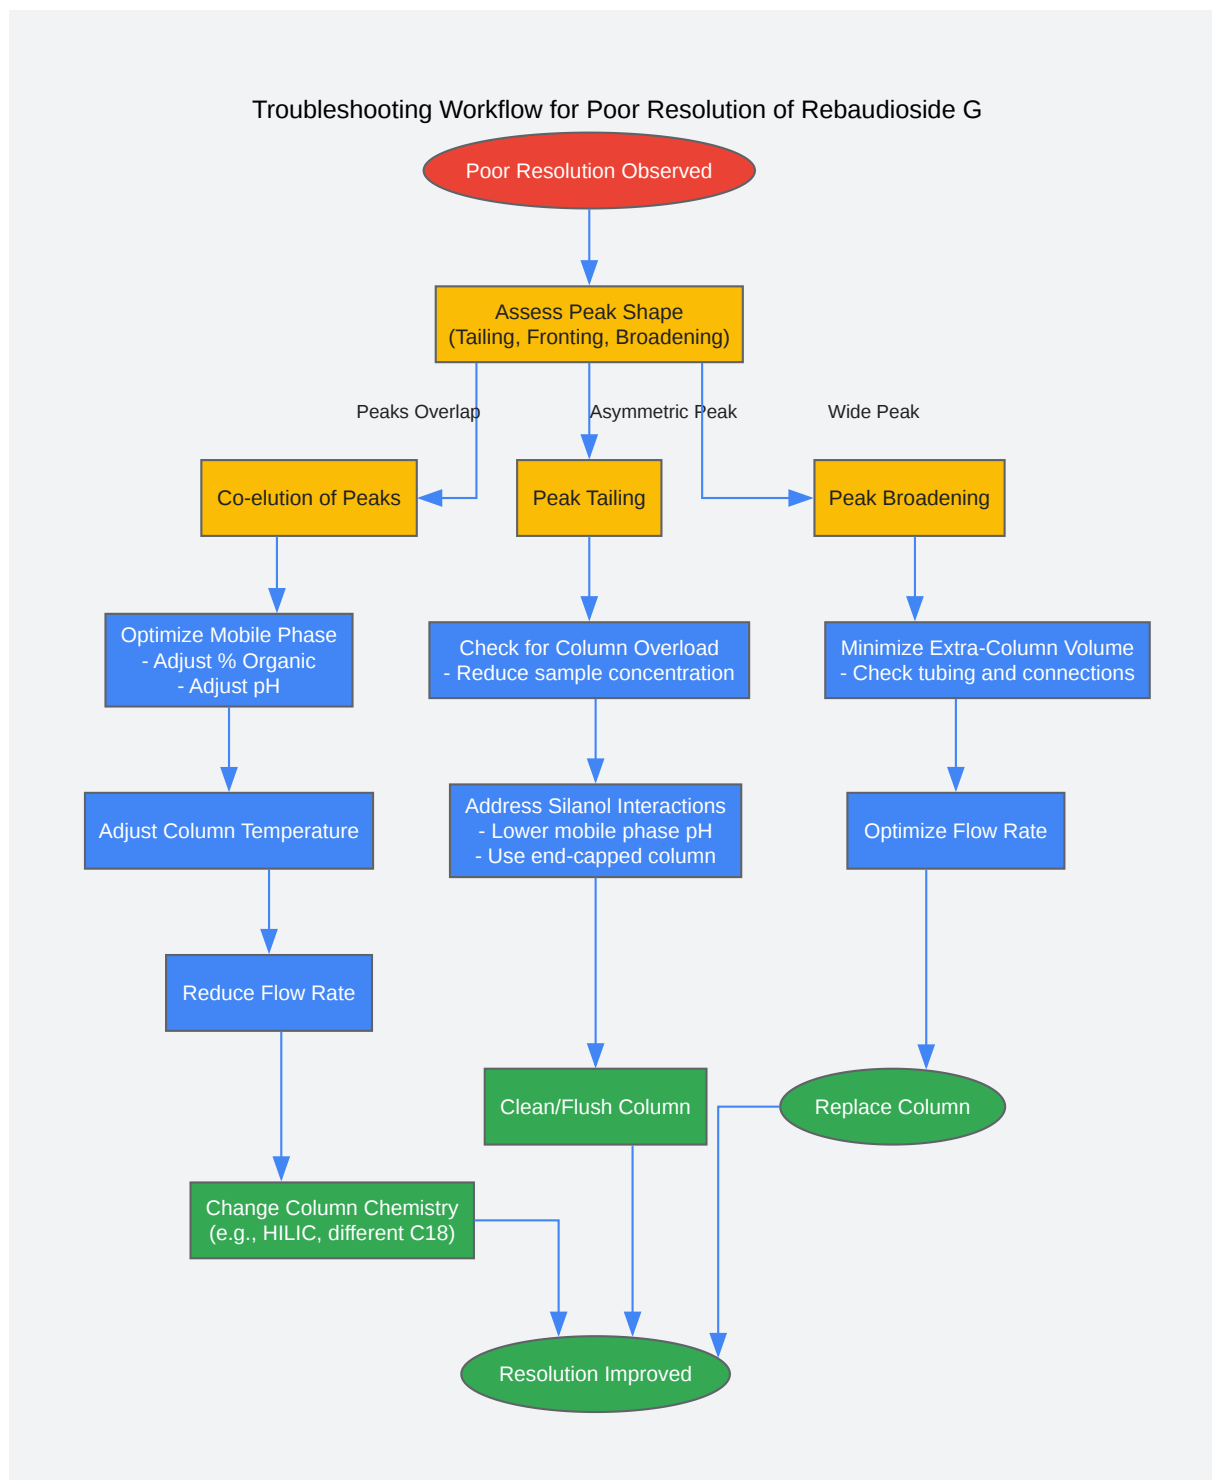 Troubleshooting Workflow for Poor Resolution of Rebaudioside G
Poor Resolution Observed
Assess Peak Shape
(Tailing, Fronting, Broadening)
Peaks Overlap
Asymmetric Peak
Wide Peak
Co-elution of Peaks
Peak Tailing
Peak Broadening
Optimize Mobile Phase
- Adjust % Organic
- Adjust pH
Check for Column Overload
- Reduce sample concentration
Minimize Extra-Column Volume
- Check tubing and connections
Adjust Column Temperature
Address Silanol Interactions
- Lower mobile phase pH
- Use end-capped column
Optimize Flow Rate
Reduce Flow Rate
Clean/Flush Column
Replace Column
Change Column Chemistry
(e.g., HILIC, different C18)
Resolution Improved